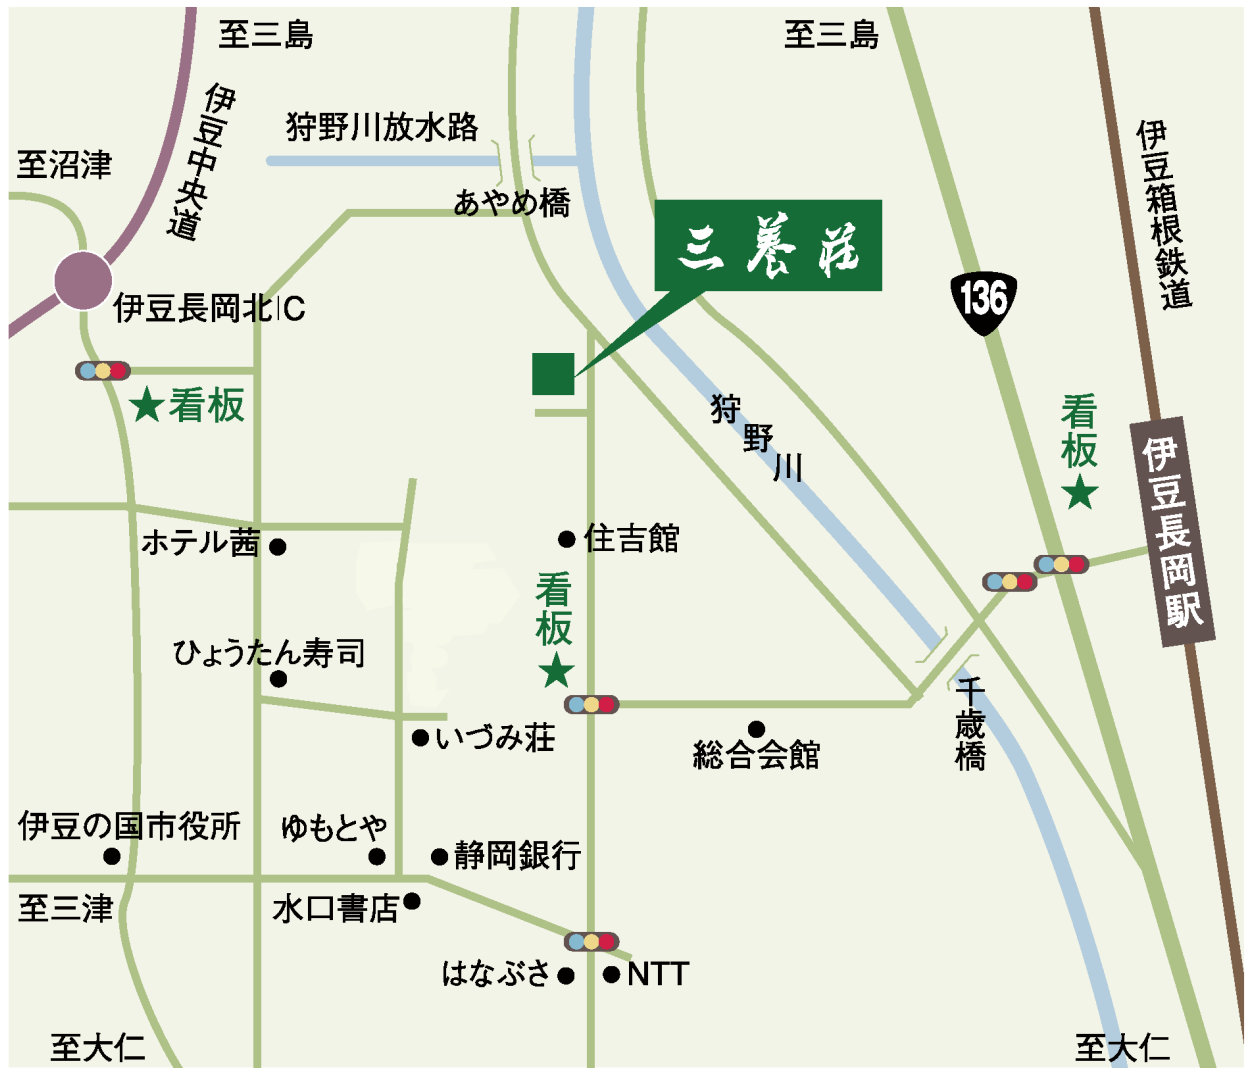 至三島
至三島
伊豆中央道
狩野川放水路
伊豆箱根鉄道
至沼津
あやめ橋
三養荘
136
伊豆長岡北IC
★看板
看板★
狩野川
伊豆長岡駅
ホテル茜
住吉館
看板★
ひょうたん寿司
千歳橋
いづみ荘
総合会館
伊豆の国市役所
ゆもとや
静岡銀行
至三津
水口書店
はなぶさ
NTT
至大仁
至大仁